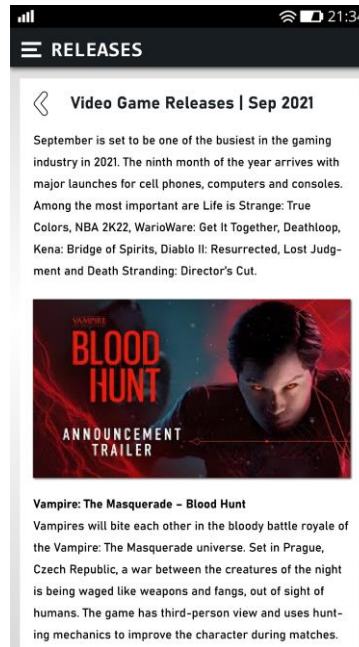 21:34
RELEASES
Video Game Releases | Sep 2021
September is set to be one of the busiest in the gaming
industry in 2021. The ninth month of the year arrives with
major launches for cell phones, computers and consoles.
Among the most important are Life is Strange: True
Colors, NBA 2K22, WarioWare: Get It Together, Deathloop,
Kena: Bridge of Spirits, Diablo II: Resurrected, Lost Judg-
ment and Death Stranding: Director's Cut.
VAMPIRE
BLOOD
HUNT
ANNOUNCEMENT
TRAILER
Vampire: The Masquerade – Blood Hunt
Vampires will bite each other in the bloody battle royale of
the Vampire: The Masquerade universe. Set in Prague,
Czech Republic, a war between the creatures of the night
is being waged like weapons and fangs, out of sight of
humans. The game has third-person view and uses hunt-
ing mechanics to improve the character during matches.